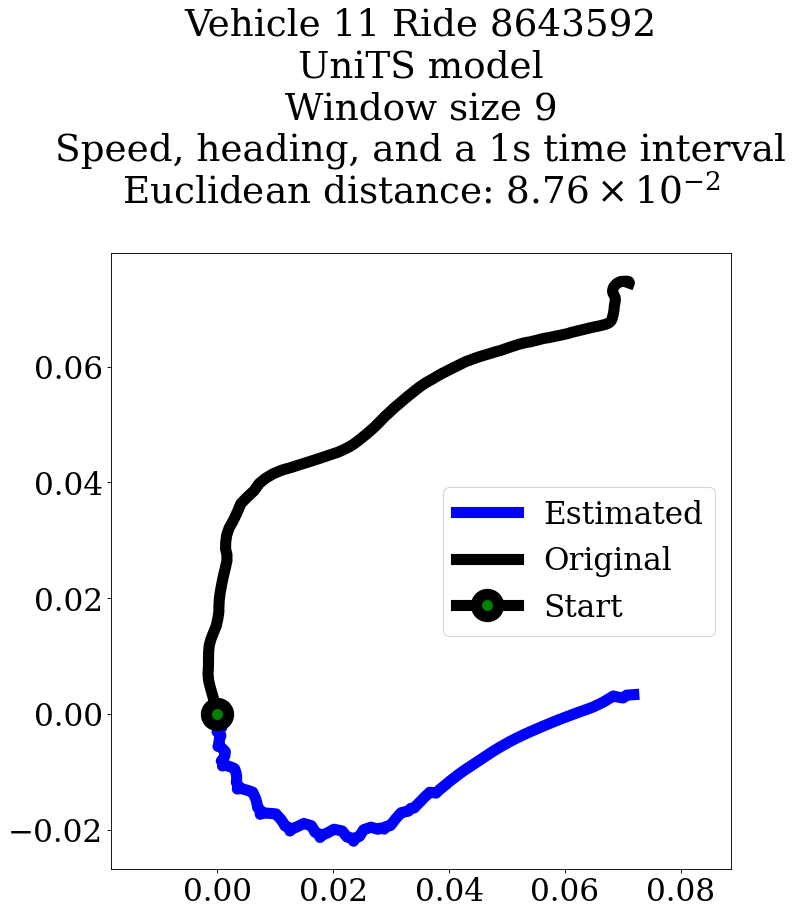 Vehicle 11 Ride 8643592
UniTS model
Window size 9
Speed, heading, and a 1s time interval
Euclidean distance: 8.76 × 10⁻²
0.06
0.04
0.02
0.00
−0.02
Estimated
Original
Start
0.00 0.02 0.04 0.06 0.08